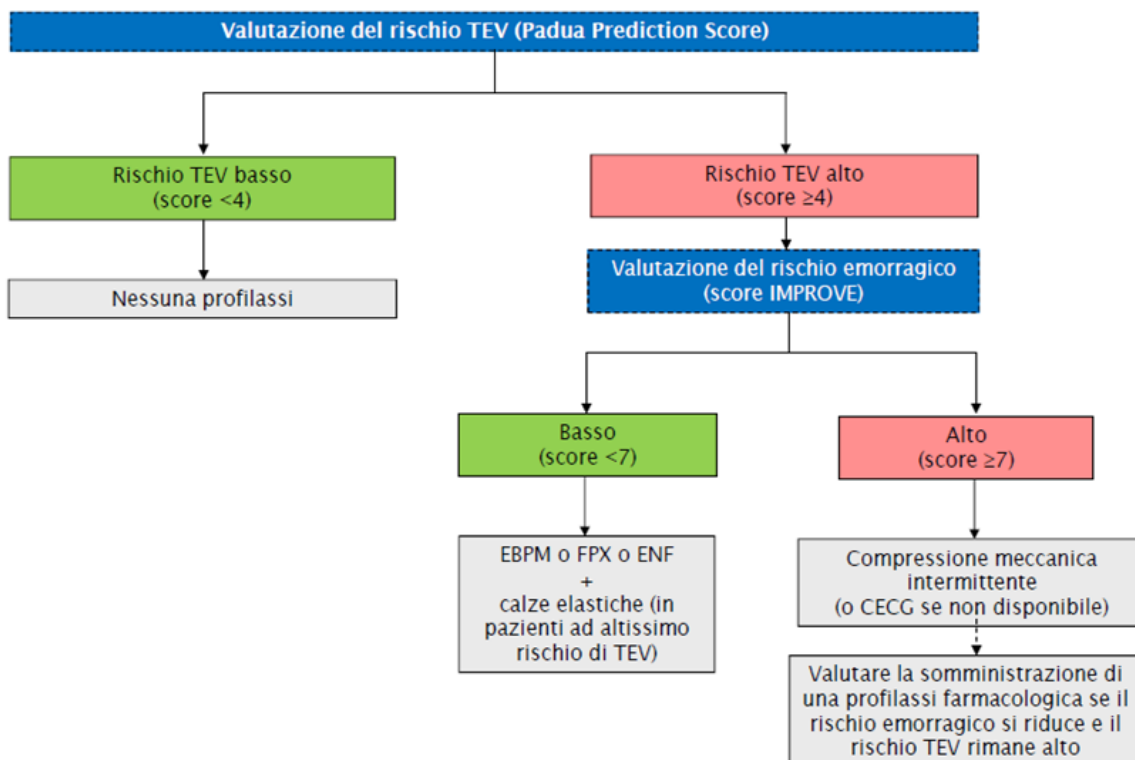 Valutazione del rischio TEV (Padua Prediction Score)
Rischio TEV basso
(score <4)
Rischio TEV alto
(score ≥4)
Nessuna profilassi
Valutazione del rischio emorragico
(score IMPROVE)
Basso
(score <7)
Alto
(score ≥7)
EBPM o FPX o ENF
+
calze elastiche (in
pazienti ad altissimo
rischio di TEV)
Compressione meccanica
intermittente
(o CECG se non disponibile)
Valutare la somministrazione di
una profilassi farmacologica se il
rischio emorragico si riduce e il
rischio TEV rimane alto